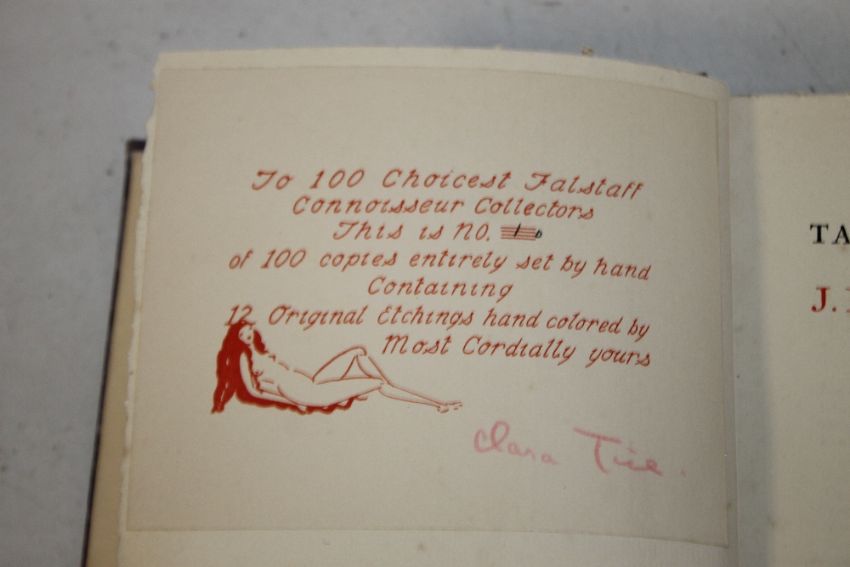 To 100 Choicest Falstaff
Connoisseur Collectors
This is NO.
of 100 copies entirely set by hand
Containing
12 Original Etchings hand colored by
Most Cordially yours
Clara Tice.
TA
J.